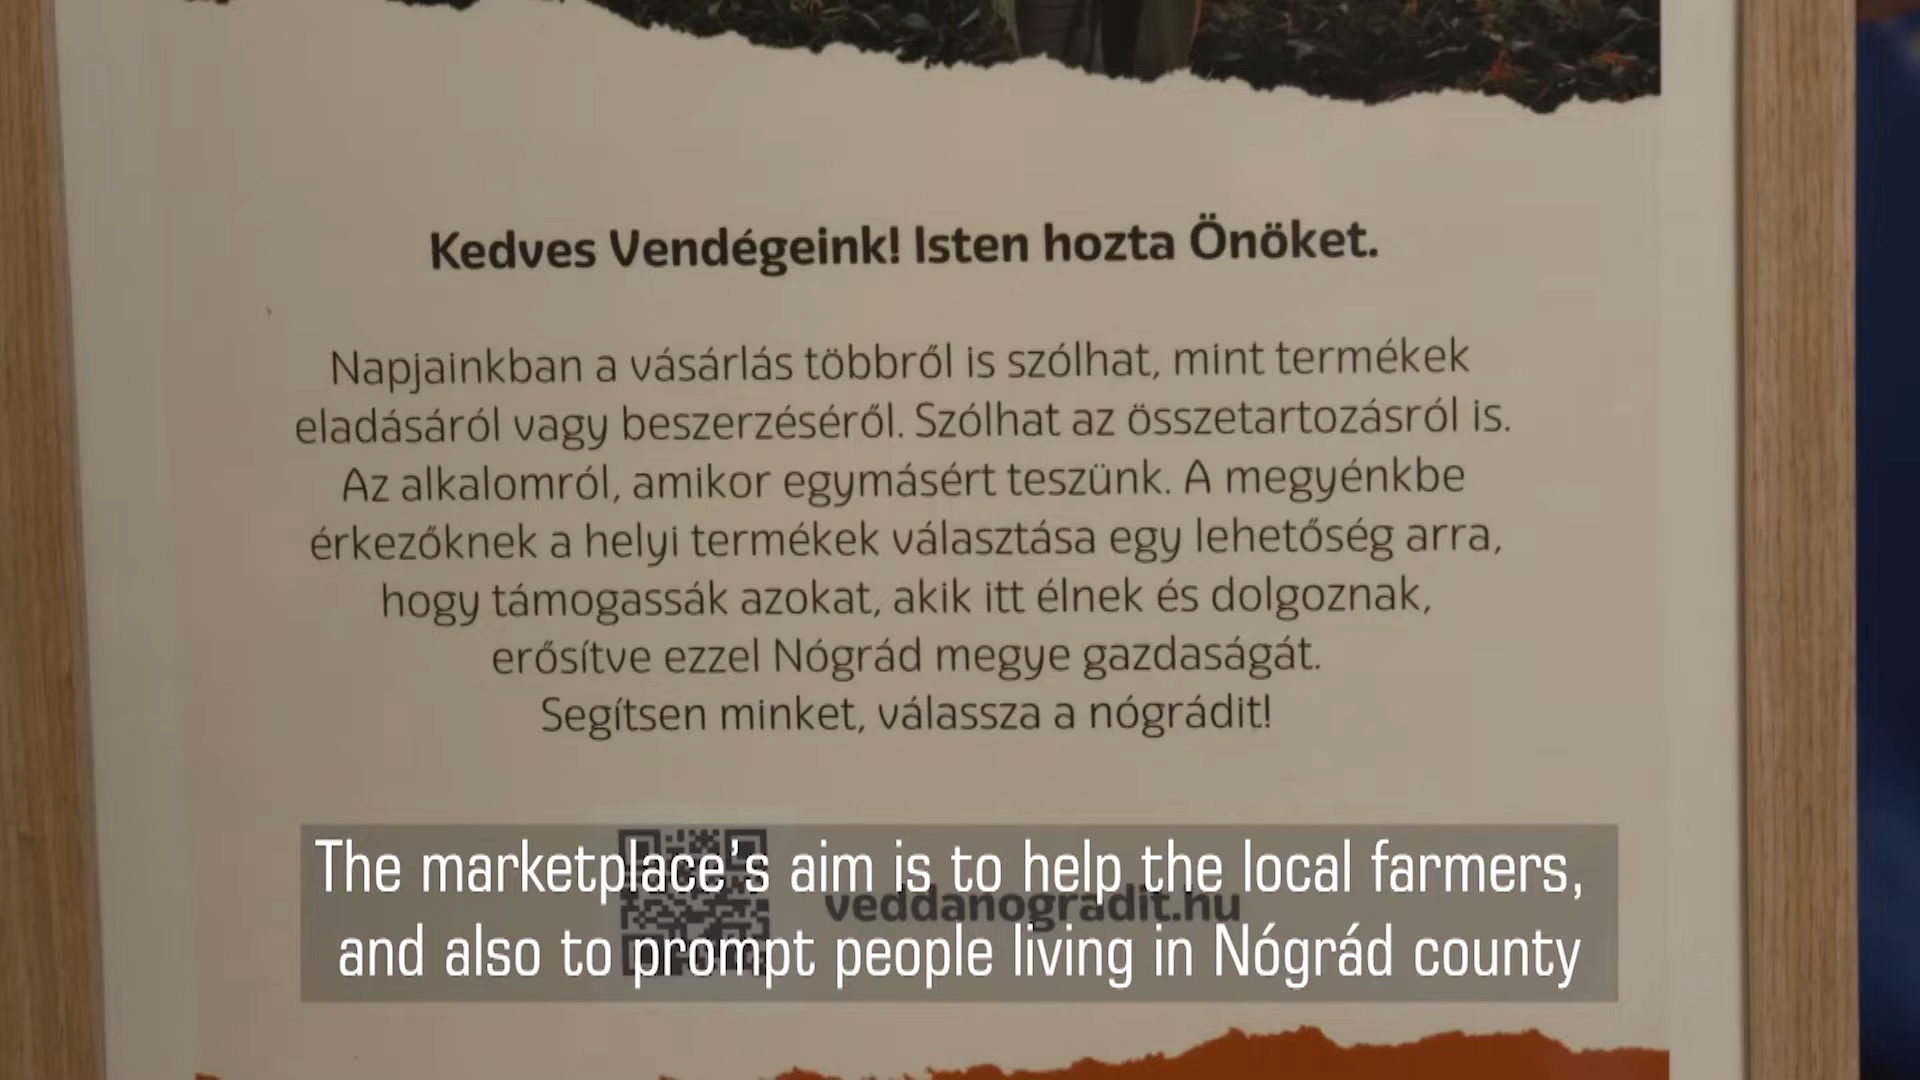 Kedves Vendégeink! Isten hozta Önöket.
Napjainkban a vásárlás többről is szólhat, mint termékek
eladásáról vagy beszerzéséről. Szólhat az összetartozásról is.
Az alkalomról, amikor egymásért teszünk. A megyénkbe
érkezőknek a helyi termékek választása egy lehetőség arra,
hogy támogassák azokat, akik itt élnek és dolgoznak,
erősítve ezzel Nógrád megye gazdaságát.
Segítsen minket, válassza a nógrádit!
veddanogradit.hu
The marketplace's aim is to help the local farmers,
and also to prompt people living in Nógrád county